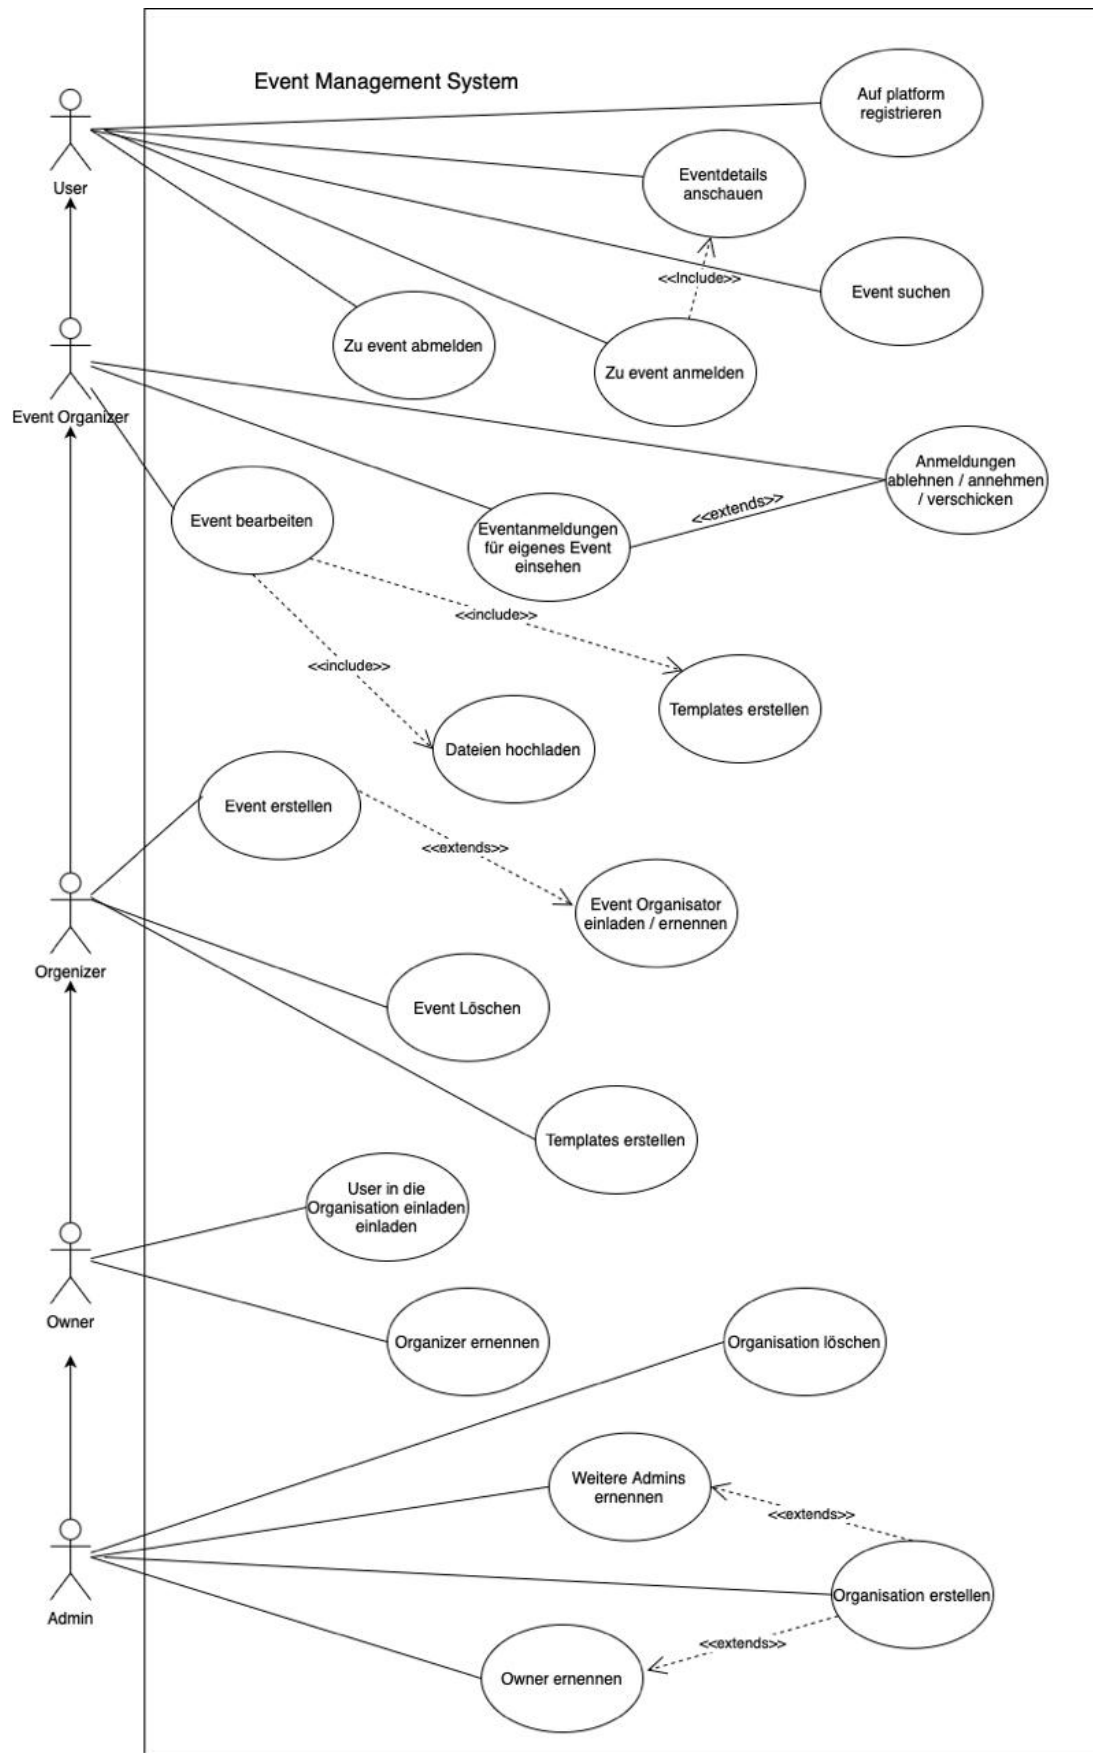 Event Management System
Auf platform
registrieren
User
Eventdetails
anschauen
<<Include>>
Event suchen
Zu event abmelden
Zu event anmelden
Event Organizer
Anmeldungen
ablehnen / annehmen
/ verschicken
<<extends>>
Event bearbeiten
Eventanmeldungen
für eigenes Event
einsehen
<<include>>
<<include>>
Templates erstellen
Dateien hochladen
Event erstellen
<<extends>>
Event Organisator
einladen / ernennen
Orgenizer
Event Löschen
Templates erstellen
User in die
Organisation einladen
einladen
Owner
Organizer ernennen
Organisation löschen
Weitere Admins
ernennen
<<extends>>
Organisation erstellen
Admin
<<extends>>
Owner ernennen